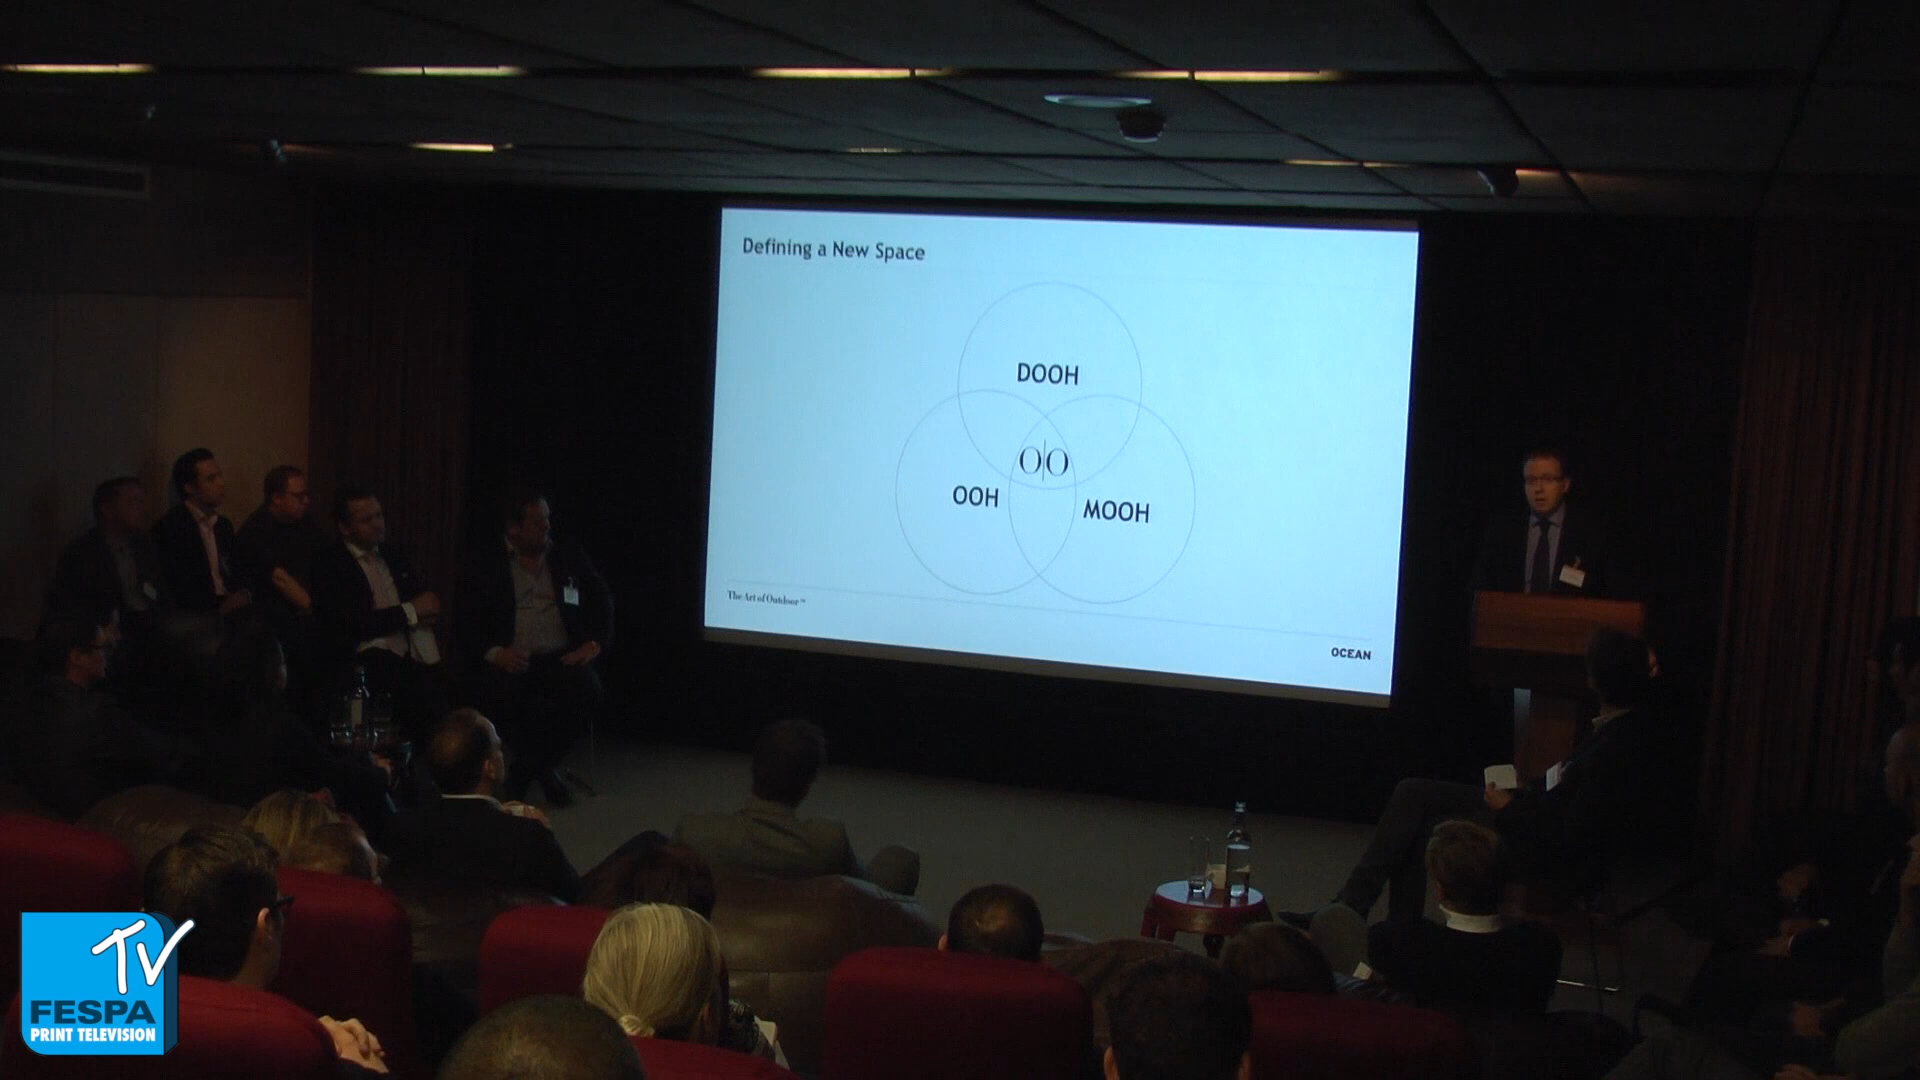 Defining a New Space
DOOH
O|O
OOH
MOOH
The Art of Outdoor™
OCEAN
TV
FESPA
PRINT TELEVISION